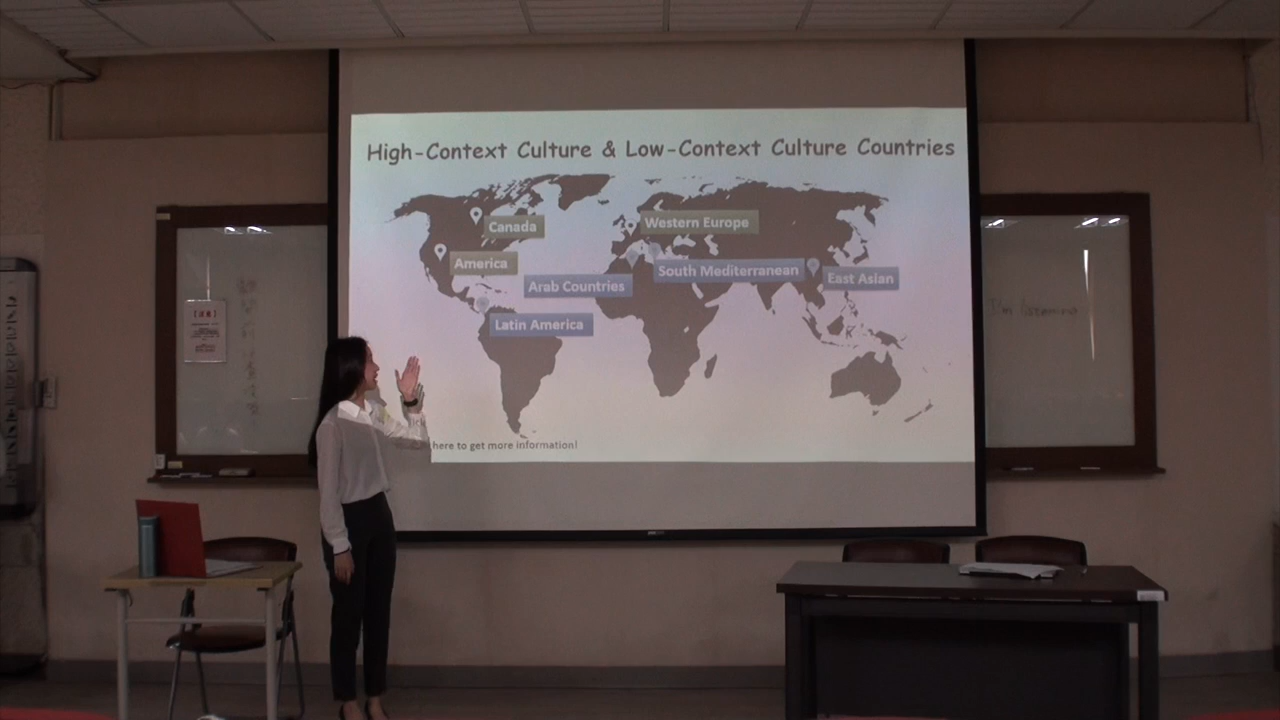 High-Context Culture & Low-Context Culture Countries
Canada
Western Europe
America
South Mediterranean
East Asian
Arab Countries
Latin America
here to get more information!
I'm listening